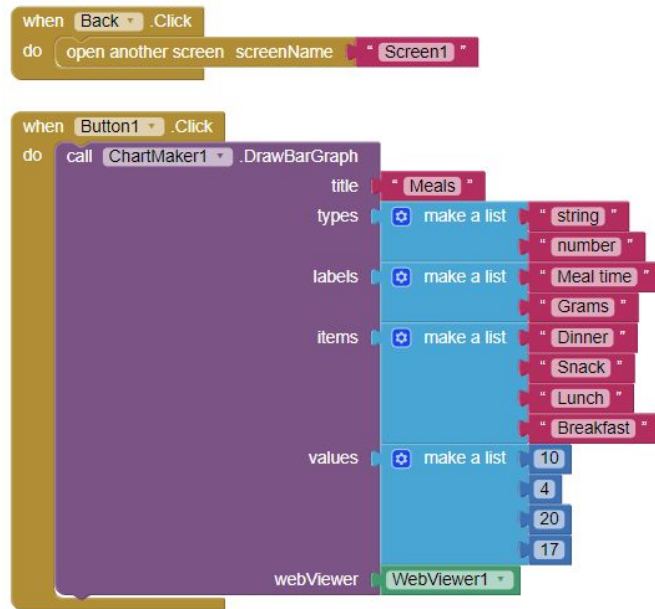 when Back .Click
do open another screen screenName " Screen1 "
when Button1 .Click
do call ChartMaker1 .DrawBarGraph
title " Meals "
types make a list " string "
" number "
labels make a list " Meal time "
" Grams "
items make a list " Dinner "
" Snack "
" Lunch "
" Breakfast "
values make a list 10
4
20
17
webViewer WebViewer1